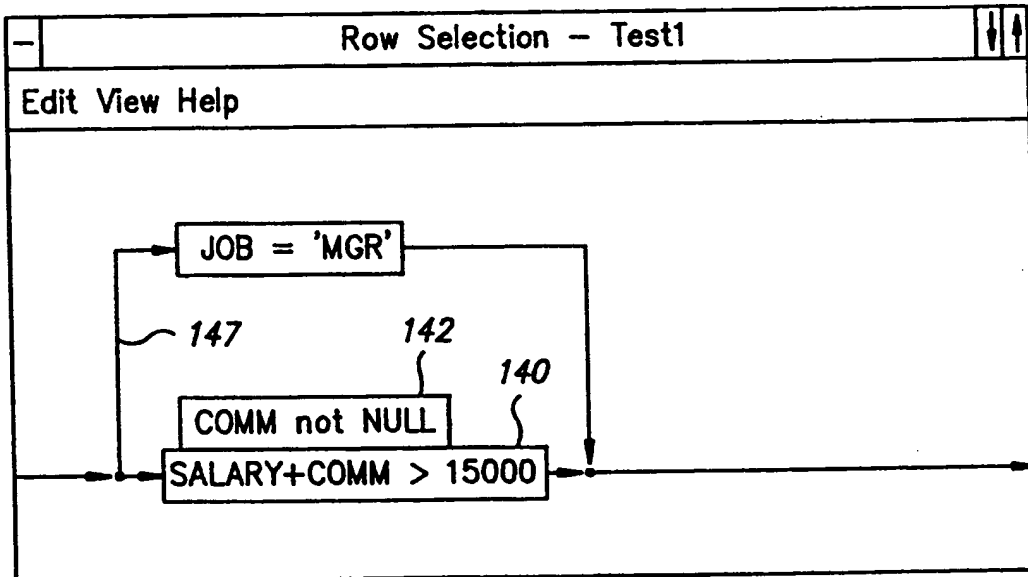 Row Selection – Test1
Edit View Help
JOB = 'MGR'
147
142
140
COMM not NULL
SALARY+COMM > 15000